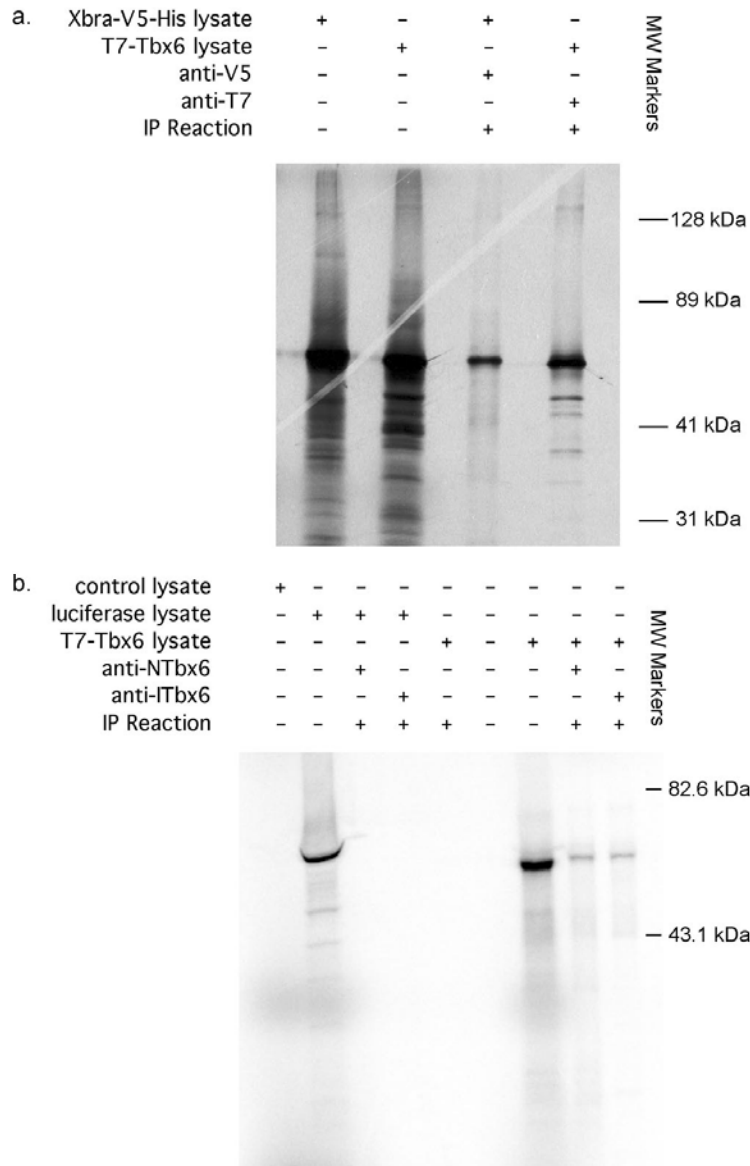 a.
Xbra-V5-His lysate + – + –
T7-Tbx6 lysate – + – +
anti-V5 – – + –
anti-T7 – – – +
IP Reaction – – + +
MW Markers
128 kDa
89 kDa
41 kDa
31 kDa
b.
control lysate + – – – – – – – –
luciferase lysate – + + + – – – – –
T7-Tbx6 lysate – – – – + – + + +
anti-NTbx6 – – + – – – – + –
anti-ITbx6 – – – + – – – – +
IP Reaction – – + + + – – + +
MW Markers
82.6 kDa
43.1 kDa